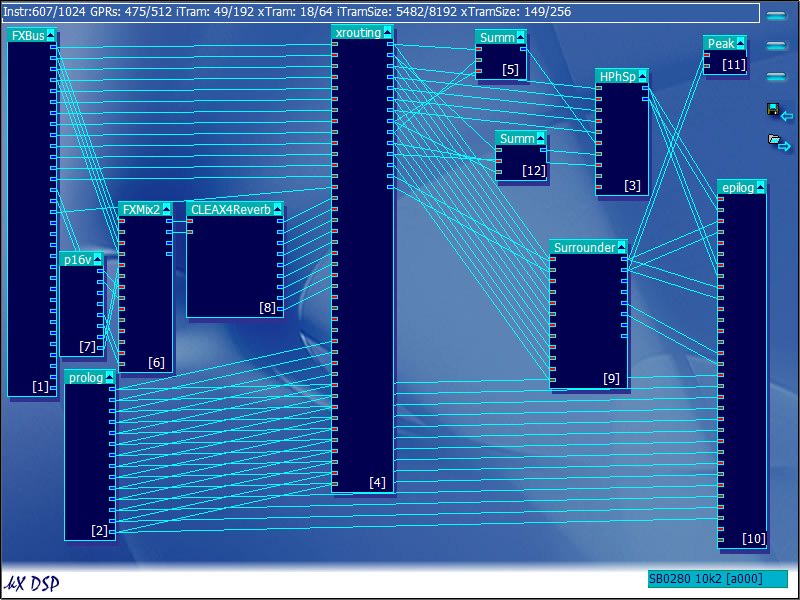 Instr:607/1024 GPRs: 475/512 iTram: 49/192 xTram: 18/64 iTramSize: 5482/8192 xTramSize: 149/256
FXBus
xrouting
Summ
Peak
[5]
[11]
HPhSp
Summ
[12]
[3]
epilog
FXMix2
CLEAX4Reverb
Surrounder
p16v
[8]
[7]
[6]
prolog
[1]
[9]
[4]
[2]
[10]
kX DSP
SB0280 10k2 [a000]